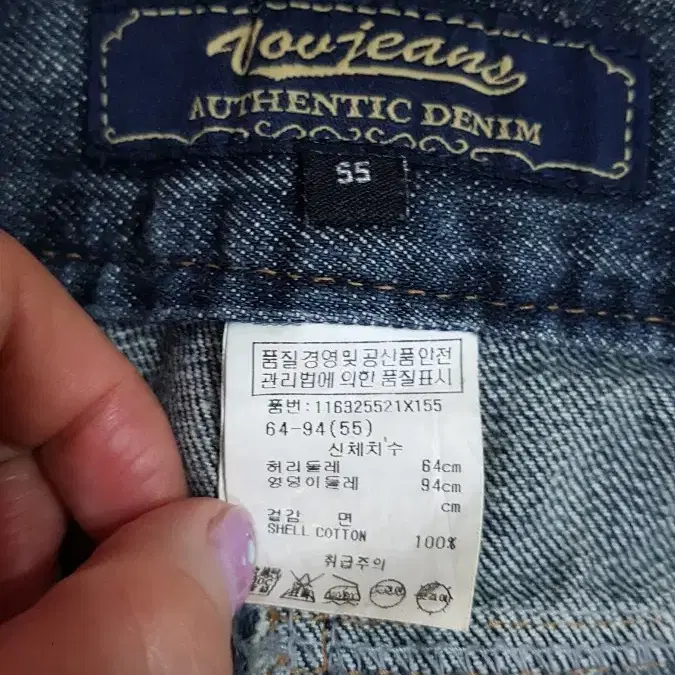 Vovjeans
AUTHENTIC DENIM
55
품질경영및공산품안전
관리법에의한 품질표시
품번: 116925521X155
64-94(55)
신체치수
허리둘레 64cm
엉덩이둘레 94cm
cm
겉감 면
SHELL COTTON 100%
취급주의